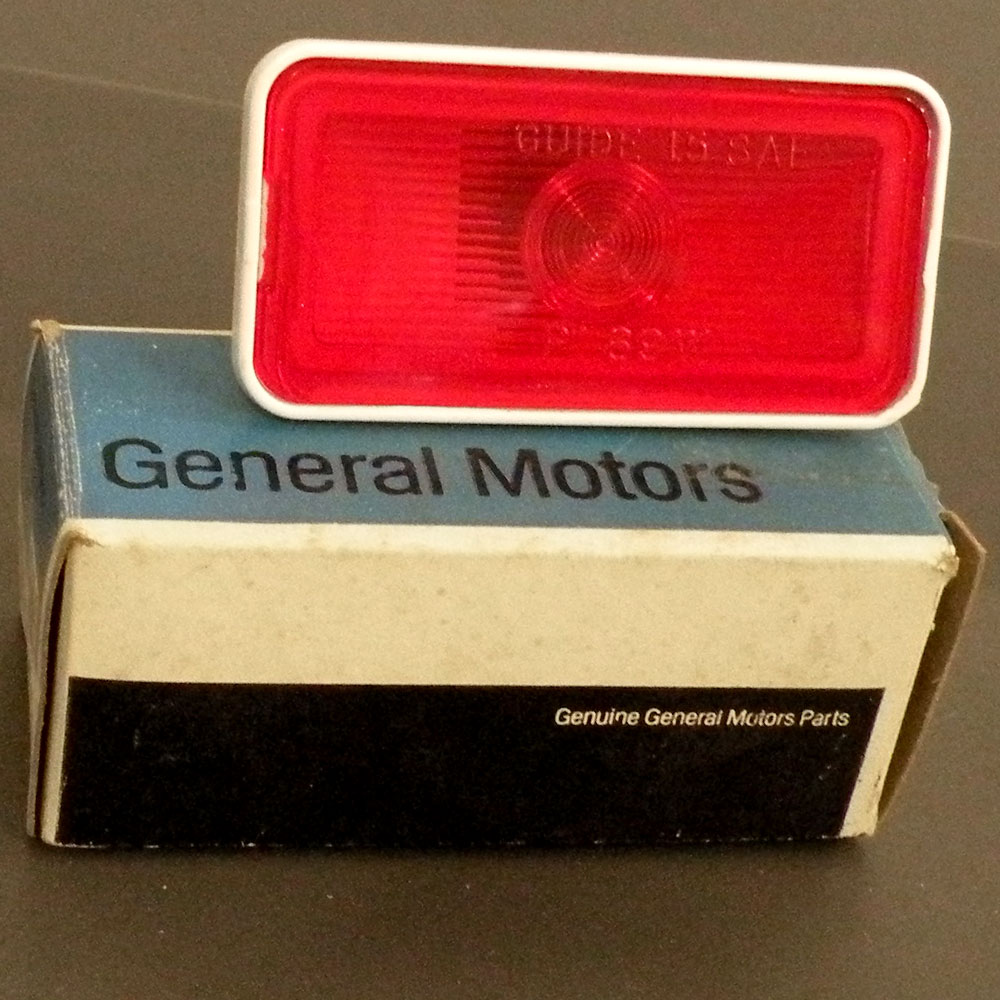 GUIDE 15 SAE
General Motors
Genuine General Motors Parts